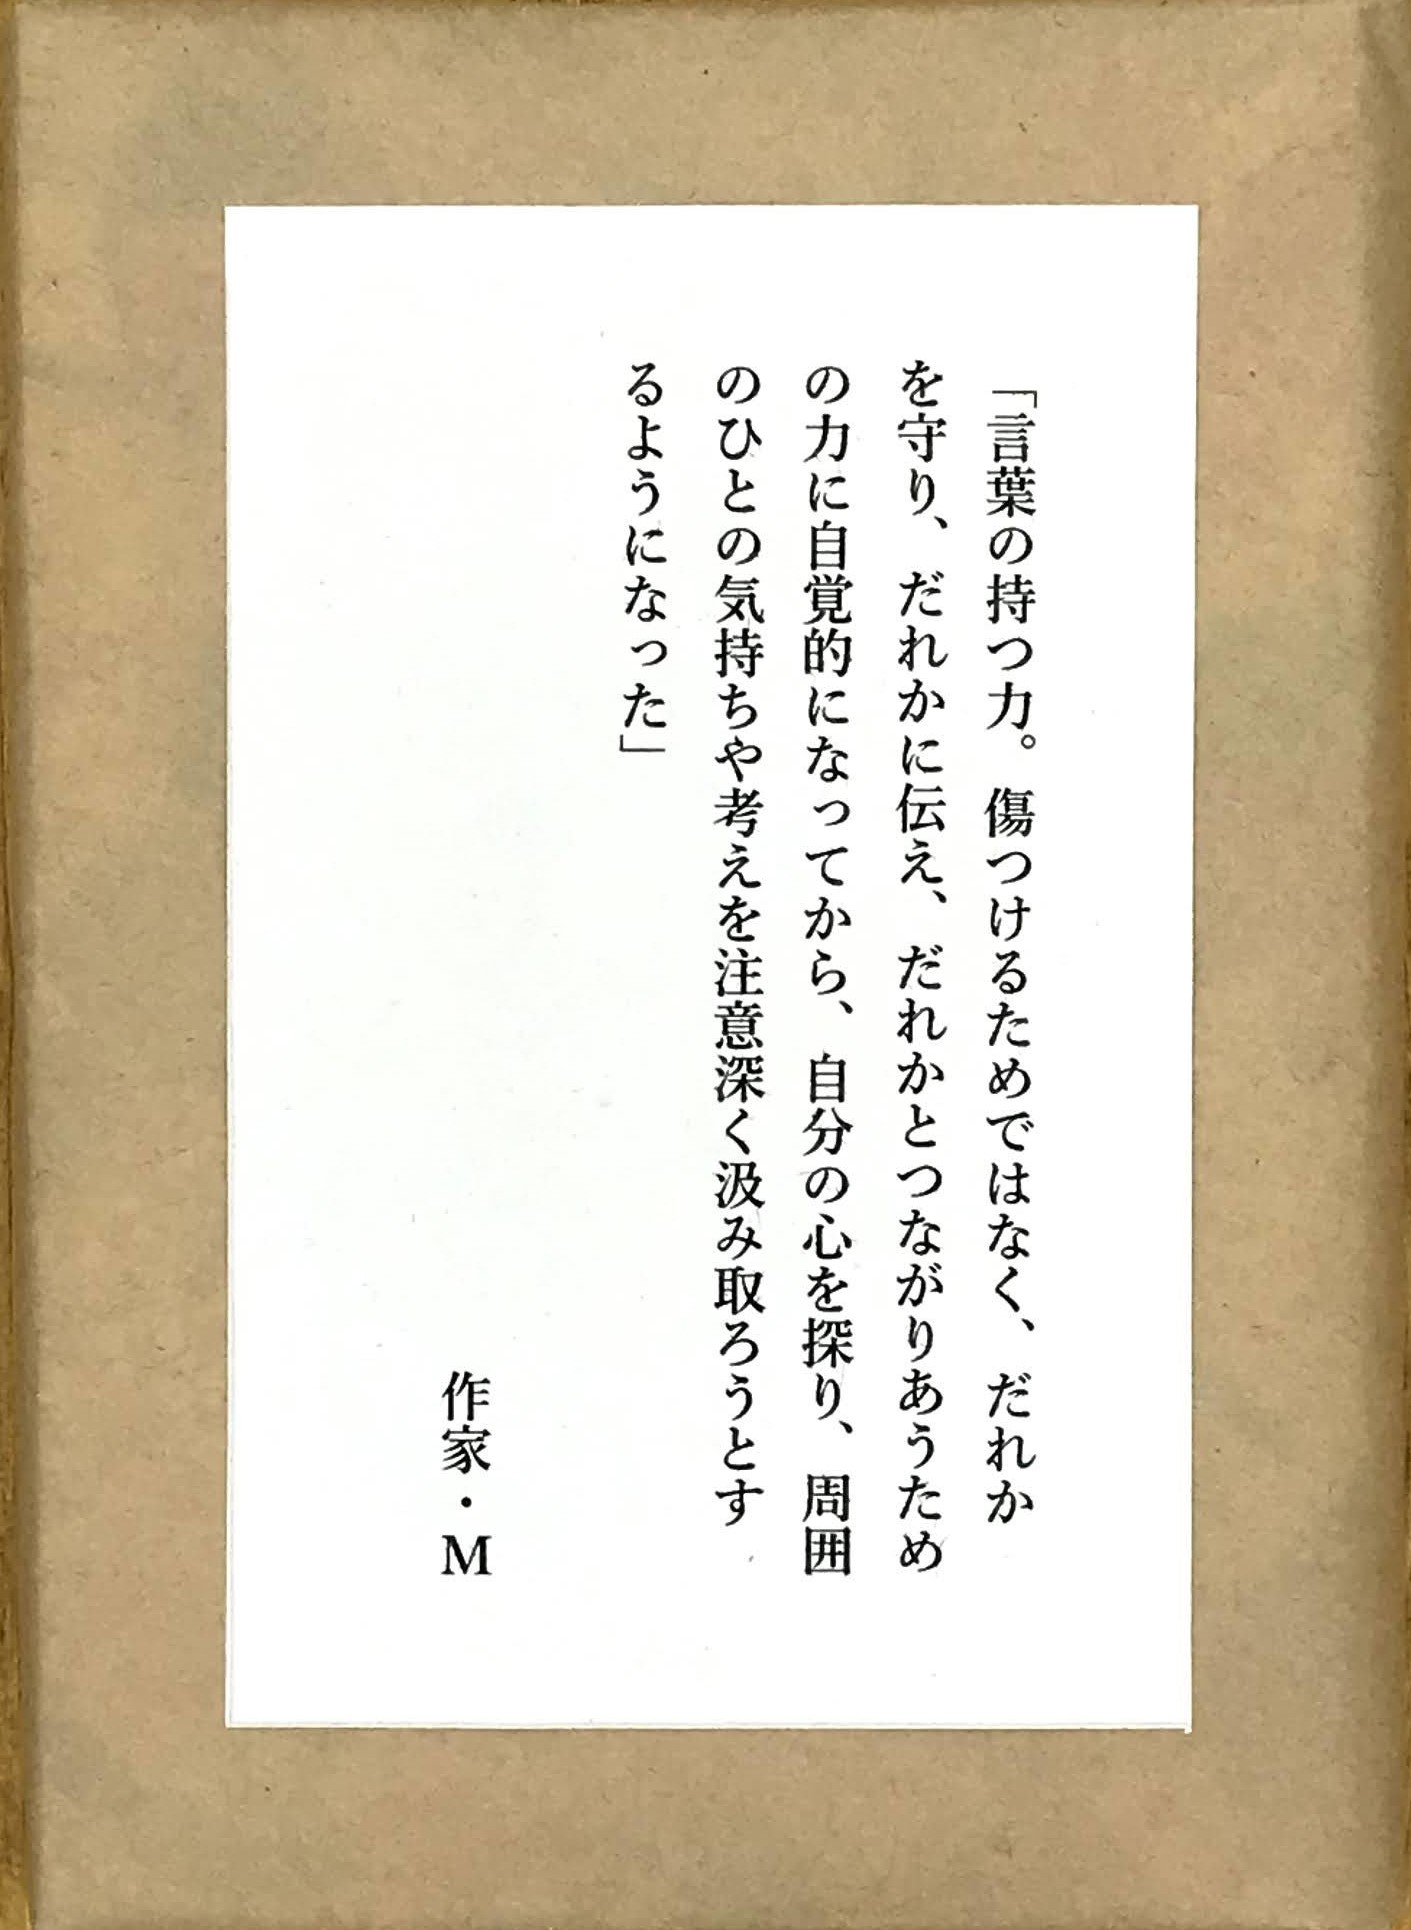 「言葉の持つ力。傷つけるためではなく、だれか
を守り、だれかに伝え、だれかとつながりあうため
の力に自覚的になってから、自分の心を探り、周囲
のひとの気持ちや考えを注意深く汲み取ろうとす
るようになった」
作家・M